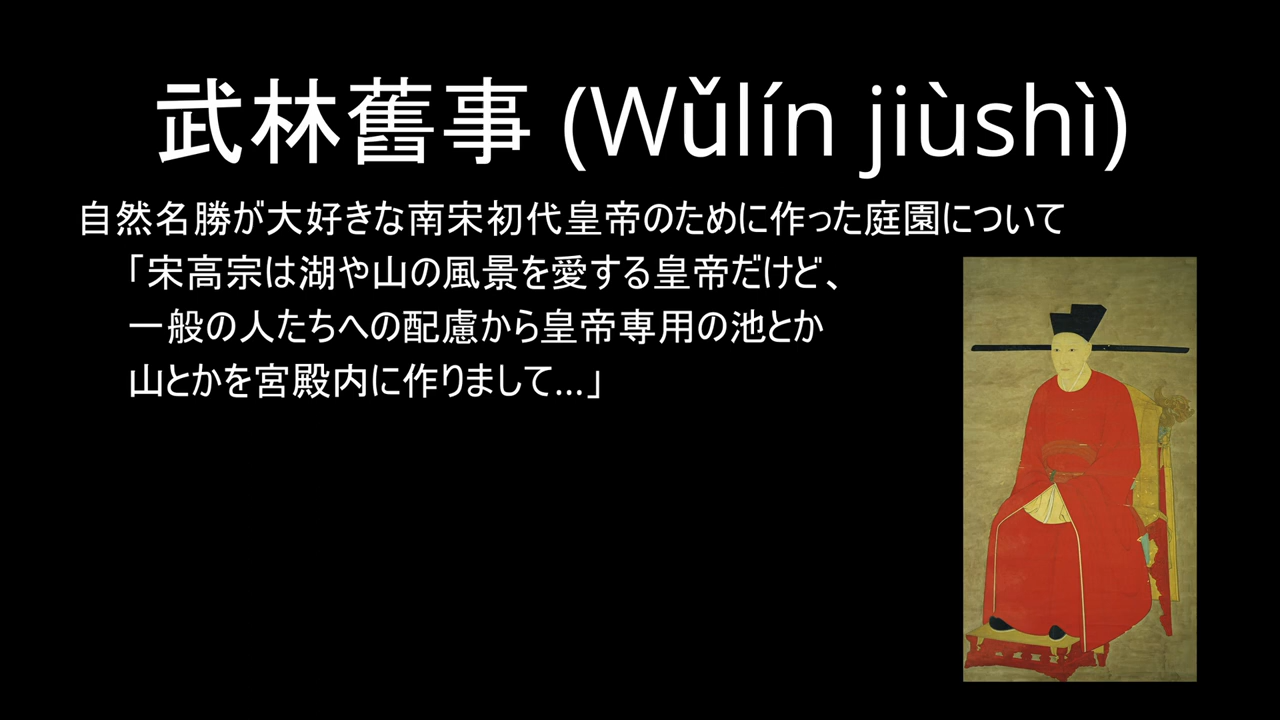 武林舊事 (Wǔlín jiùshì)
自然名勝が大好きな南宋初代皇帝のために作った庭園について
「宋高宗は湖や山の風景を愛する皇帝だけど、
一般の人たちへの配慮から皇帝専用の池とか
山とかを宮殿内に作りまして...」